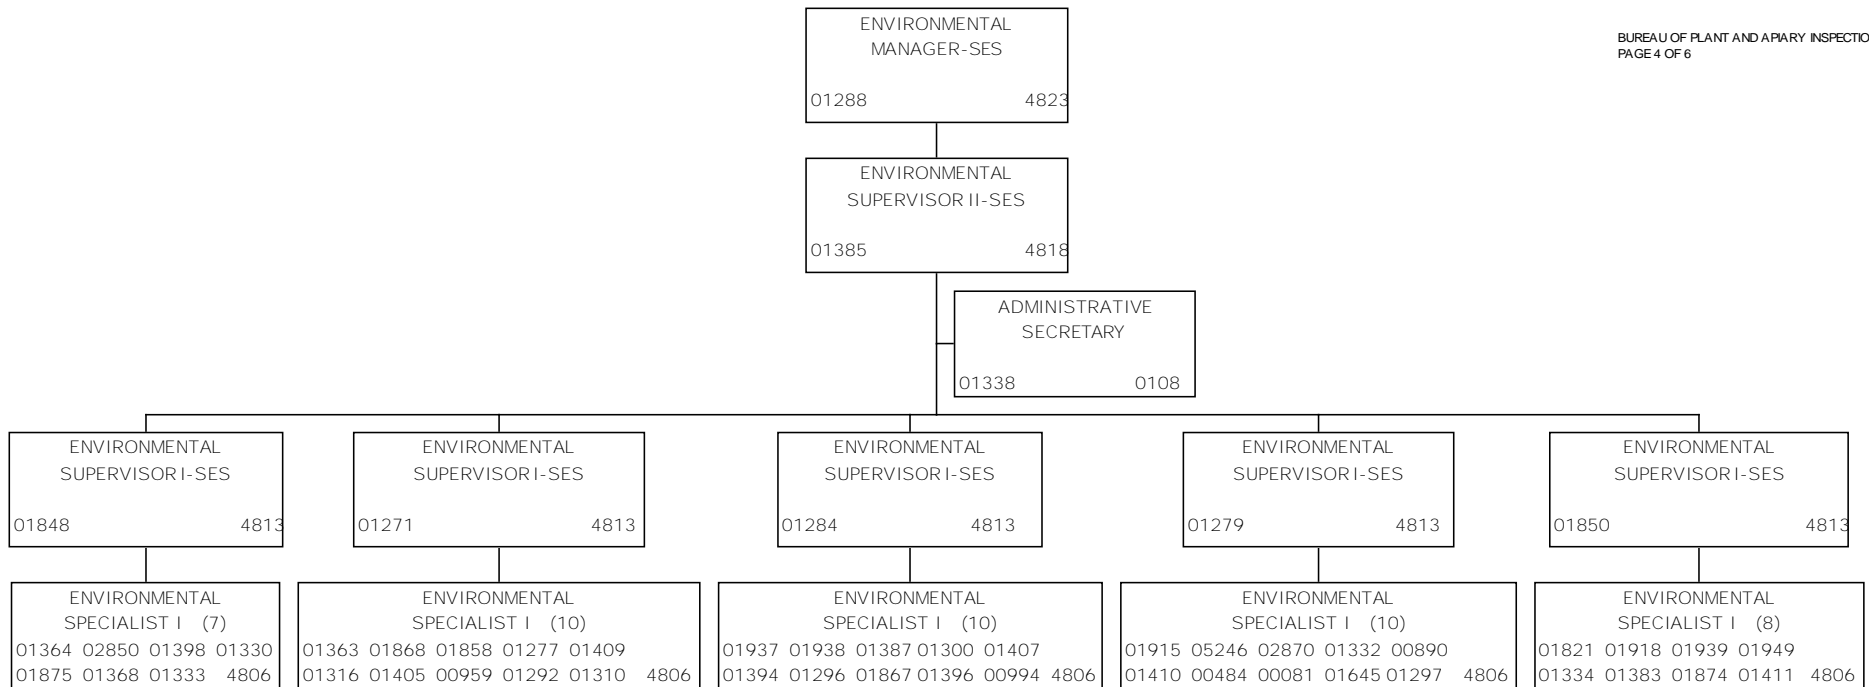 ENVIRONMENTAL
MANAGER-SES
01288 4823
BUREAU OF PLANT AND APIARY INSPECTIO
PAGE 4 OF 6
ENVIRONMENTAL
SUPERVISOR II-SES
01385 4818
ADMINISTRATIVE
SECRETARY
01338 0108
ENVIRONMENTAL
SUPERVISOR I-SES
01848 4813
ENVIRONMENTAL
SUPERVISOR I-SES
01271 4813
ENVIRONMENTAL
SUPERVISOR I-SES
01284 4813
ENVIRONMENTAL
SUPERVISOR I-SES
01279 4813
ENVIRONMENTAL
SUPERVISOR I-SES
01850 4813
ENVIRONMENTAL
SPECIALIST I (7)
01364 02850 01398 01330
01875 01368 01333 4806
ENVIRONMENTAL
SPECIALIST I (10)
01363 01868 01858 01277 01409
01316 01405 00959 01292 01310 4806
ENVIRONMENTAL
SPECIALIST I (10)
01937 01938 01387 01300 01407
01394 01296 01867 01396 00994 4806
ENVIRONMENTAL
SPECIALIST I (10)
01915 05246 02870 01332 00890
01410 00484 00081 01645 01297 4806
ENVIRONMENTAL
SPECIALIST I (8)
01821 01918 01939 01949
01334 01383 01874 01411 4806